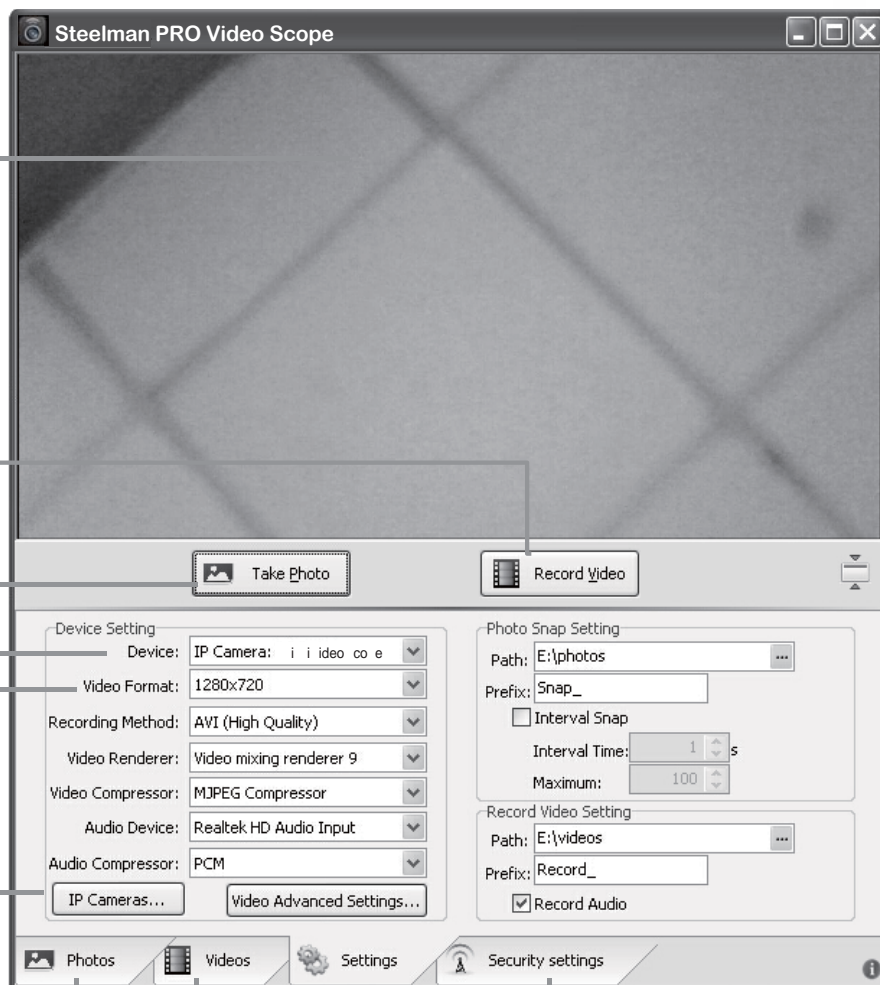 Steelman PRO Video Scope
Take Photo
Record Video
Device Setting
Device: IP Camera: i i ideo co e
Video Format: 1280x720
Recording Method: AVI (High Quality)
Video Renderer: Video mixing renderer 9
Video Compressor: MJPEG Compressor
Audio Device: Realtek HD Audio Input
Audio Compressor: PCM
IP Cameras...
Video Advanced Settings...
Photo Snap Setting
Path: E:\photos
...
Prefix: Snap_
Interval Snap
Interval Time: 1 s
Maximum: 100
Record Video Setting
Path: E:\videos
...
Prefix: Record_
Record Audio
Photos
Videos
Settings
Security settings